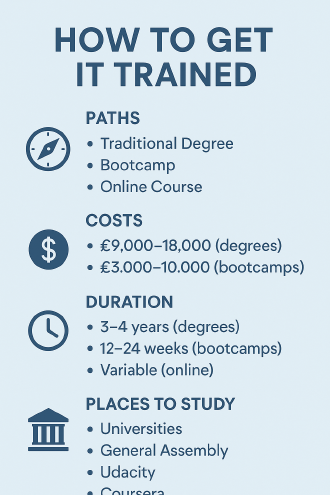 HOW TO GET
IT TRAINED
PATHS
• Traditional Degree
• Bootcamp
• Online Course
$
COSTS
• €9,000–18,000 (degrees)
• €3.000–10.000 (bootcamps)
DURATION
• 3–4 years (degrees)
• 12–24 weeks (bootcamps)
• Variable (online)
PLACES TO STUDY
• Universities
• General Assembly
• Udacity
• Coursera